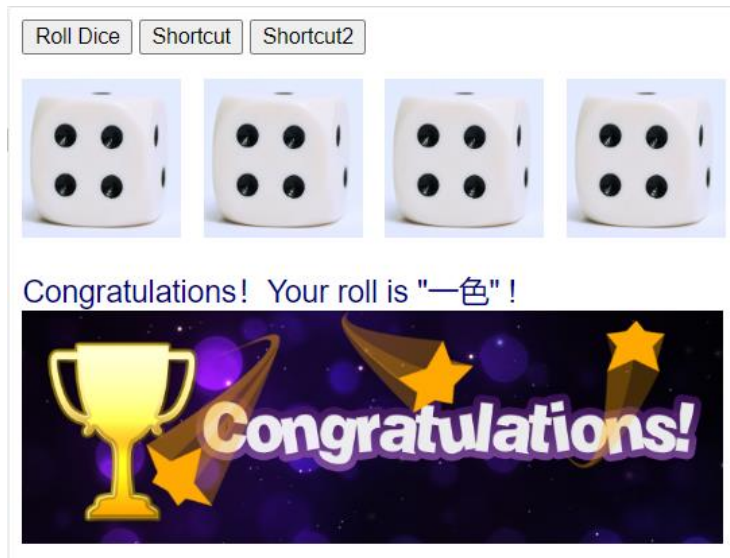 Roll Dice Shortcut Shortcut2
Congratulations! Your roll is "一色" !
Congratulations!